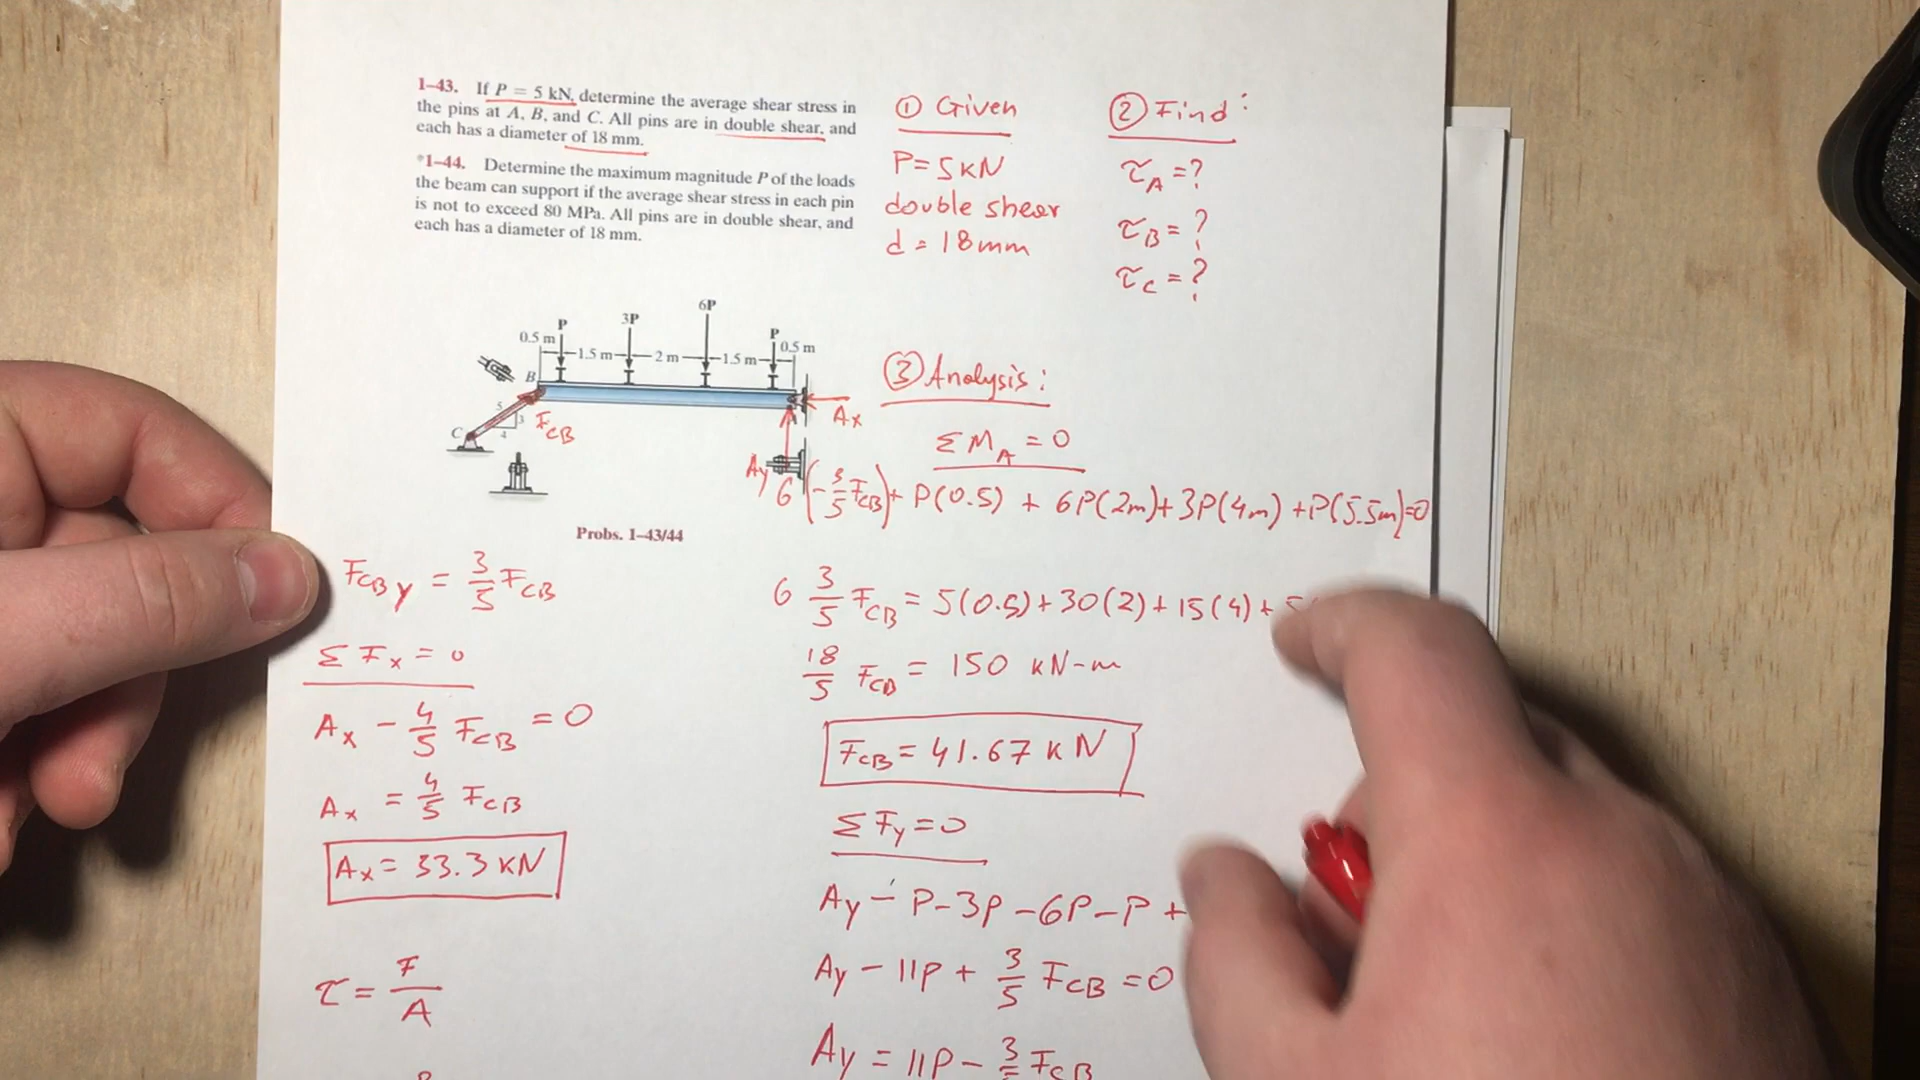 1–43. If P = 5 kN, determine the average shear stress in
the pins at A, B, and C. All pins are in double shear, and
each has a diameter of 18 mm.
*1–44. Determine the maximum magnitude P of the loads
the beam can support if the average shear stress in each pin
is not to exceed 80 MPa. All pins are in double shear, and
each has a diameter of 18 mm.
① Given
P = 5 kN
double shear
d = 18 mm
② Find:
τA = ?
τB = ?
τC = ?
6P
3P
P
P
0.5 m
1.5 m
2 m
1.5 m
0.5 m
B
5
3
4
C
FCB
A
Ax
Ay
Probs. 1–43/44
③ Analysis:
ΣMA = 0
6(-3/5 FCB) + P(0.5) + 6P(2m) + 3P(4m) + P(5.5m) = 0
6 3/5 FCB = 5(0.5) + 30(2) + 15(4) + 5
18/5 FCB = 150 kN-m
FCB = 41.67 kN
ΣFy = 0
Ay - P - 3P - 6P - P +
Ay - 11P + 3/5 FCB = 0
Ay = 11P - 3/5 FCB
FCBy = 3/5 FCB
ΣFx = 0
Ax - 4/5 FCB = 0
Ax = 4/5 FCB
Ax = 33.3 kN
τ = F/A